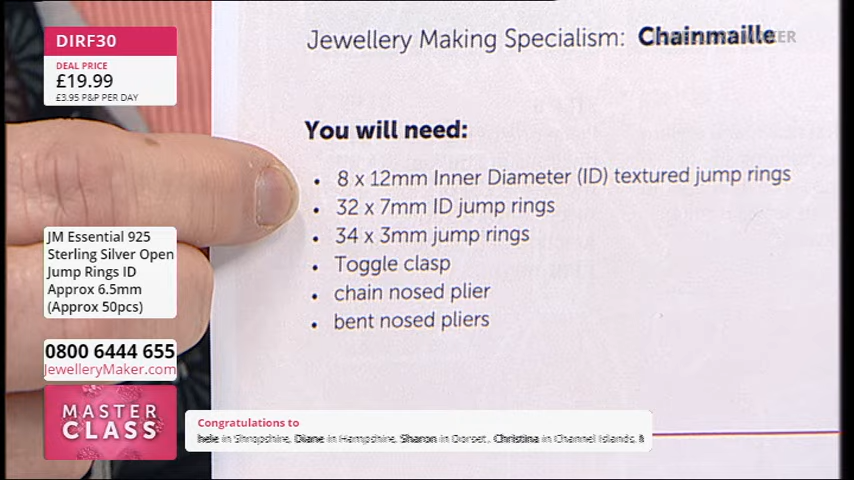 DIRF30
DEAL PRICE
£19.99
£3.95 P&P PER DAY
Jewellery Making Specialism: Chainmaille
You will need:
• 8 x 12mm Inner Diameter (ID) textured jump rings
• 32 x 7mm ID jump rings
• 34 x 3mm jump rings
• Toggle clasp
• chain nosed plier
• bent nosed pliers
JM Essential 925
Sterling Silver Open
Jump Rings ID
Approx 6.5mm
(Approx 50pcs)
0800 6444 655
JewelleryMaker.com
MASTER
CLASS
Congratulations to
hele in Shropshire, Diane in Hampshire, Sharon in Dorset, Christina in Channel Islands, M